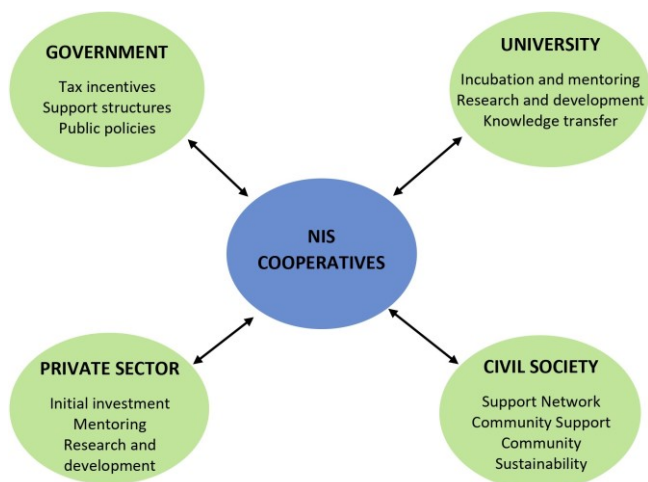 GOVERNMENT
Tax incentives
Support structures
Public policies
UNIVERSITY
Incubation and mentoring
Research and development
Knowledge transfer
NIS
COOPERATIVES
PRIVATE SECTOR
Initial investment
Mentoring
Research and
development
CIVIL SOCIETY
Support Network
Community Support
Community
Sustainability